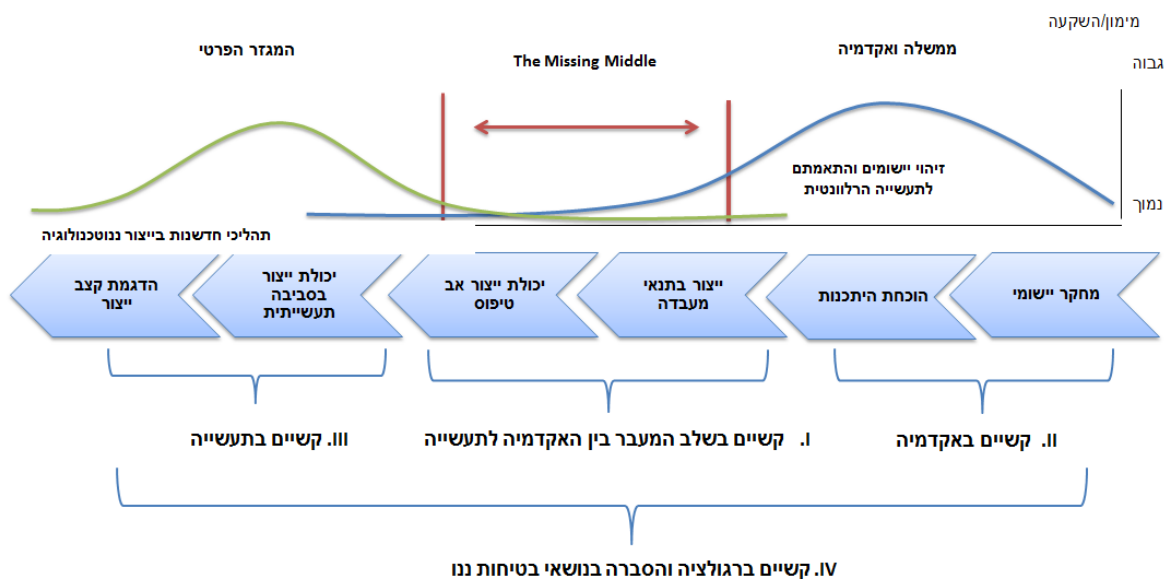 מימון/השקעה
ממשלה ואקדמיה
The Missing Middle
המגזר הפרטי
גבוה
זיהוי יישומים והתאמתם
לתעשייה הרלוונטית
נמוך
תהליכי חדשנות בייצור ננוטכנולוגיה
מחקר יישומי
הוכחת היתכנות
ייצור בתנאי
מעבדה
יכולת ייצור אב
טיפוס
יכולת ייצור
בסביבה
תעשייתית
הדגמת קצב
ייצור
II. קשיים באקדמיה
I. קשיים בשלב המעבר בין האקדמיה לתעשייה
III. קשיים בתעשייה
IV. קשיים ברגולציה והסברה בנושאי בטיחות ננו